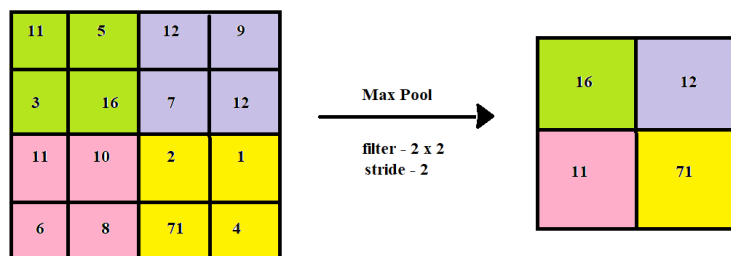 11 5 12 9
3 16 7 12
11 10 2 1
6 8 71 4
Max Pool
filter - 2 x 2
stride - 2
16 12
11 71